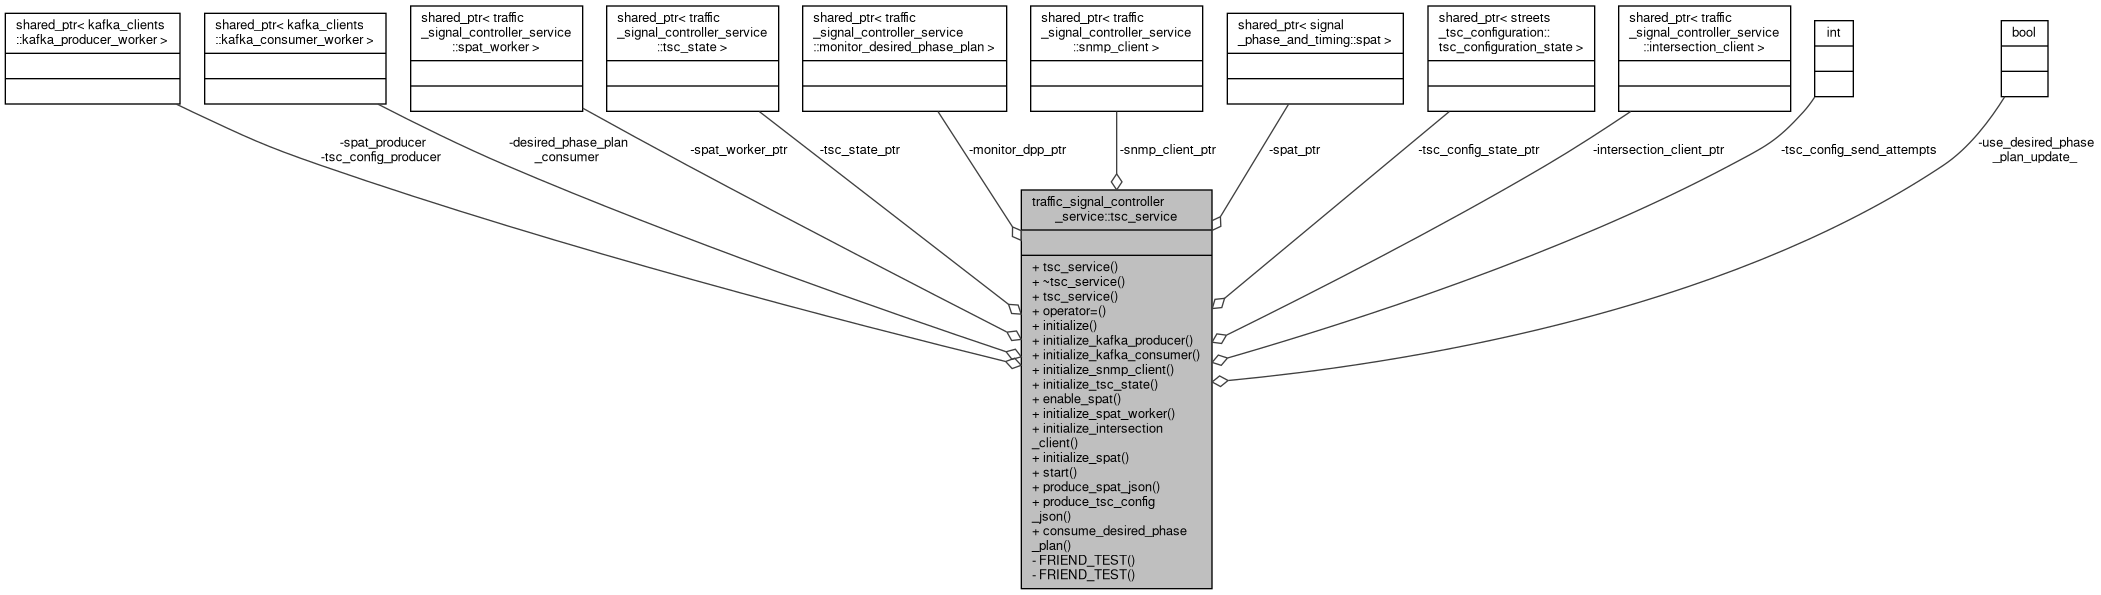 shared_ptr< kafka_clients
::kafka_producer_worker >
shared_ptr< kafka_clients
::kafka_consumer_worker >
shared_ptr< traffic
_signal_controller_service
::spat_worker >
shared_ptr< traffic
_signal_controller_service
::tsc_state >
shared_ptr< traffic
_signal_controller_service
::monitor_desired_phase_plan >
shared_ptr< traffic
_signal_controller_service
::snmp_client >
shared_ptr< signal
_phase_and_timing::spat >
shared_ptr< streets
_tsc_configuration::
tsc_configuration_state >
shared_ptr< traffic
_signal_controller_service
::intersection_client >
int
bool
-spat_producer
-tsc_config_producer
-desired_phase_plan
_consumer
-spat_worker_ptr
-tsc_state_ptr
-monitor_dpp_ptr
-snmp_client_ptr
-spat_ptr
-tsc_config_state_ptr
-intersection_client_ptr
-tsc_config_send_attempts
-use_desired_phase
_plan_update_
traffic_signal_controller
_service::tsc_service
+ tsc_service()
+ ~tsc_service()
+ tsc_service()
+ operator=()
+ initialize()
+ initialize_kafka_producer()
+ initialize_kafka_consumer()
+ initialize_snmp_client()
+ initialize_tsc_state()
+ enable_spat()
+ initialize_spat_worker()
+ initialize_intersection
_client()
+ initialize_spat()
+ start()
+ produce_spat_json()
+ produce_tsc_config
_json()
+ consume_desired_phase
_plan()
- FRIEND_TEST()
- FRIEND_TEST()